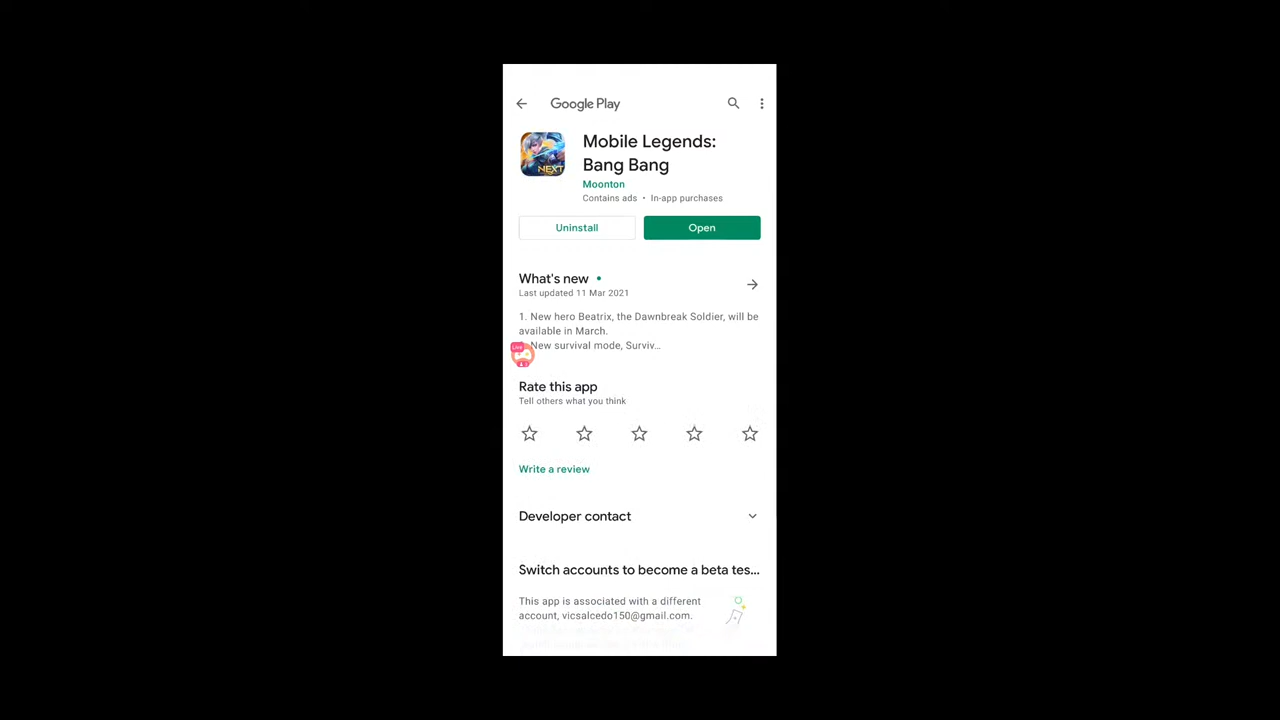 Google Play
Mobile Legends:
Bang Bang
Moonton
Contains ads • In-app purchases
Uninstall
Open
What's new •
Last updated 11 Mar 2021
1. New hero Beatrix, the Dawnbreak Soldier, will be
available in March.
New survival mode, Surviv...
Live
Rate this app
Tell others what you think
Write a review
Developer contact
Switch accounts to become a beta tes...
This app is associated with a different
account, vicsalcedo150@gmail.com.
NEXT